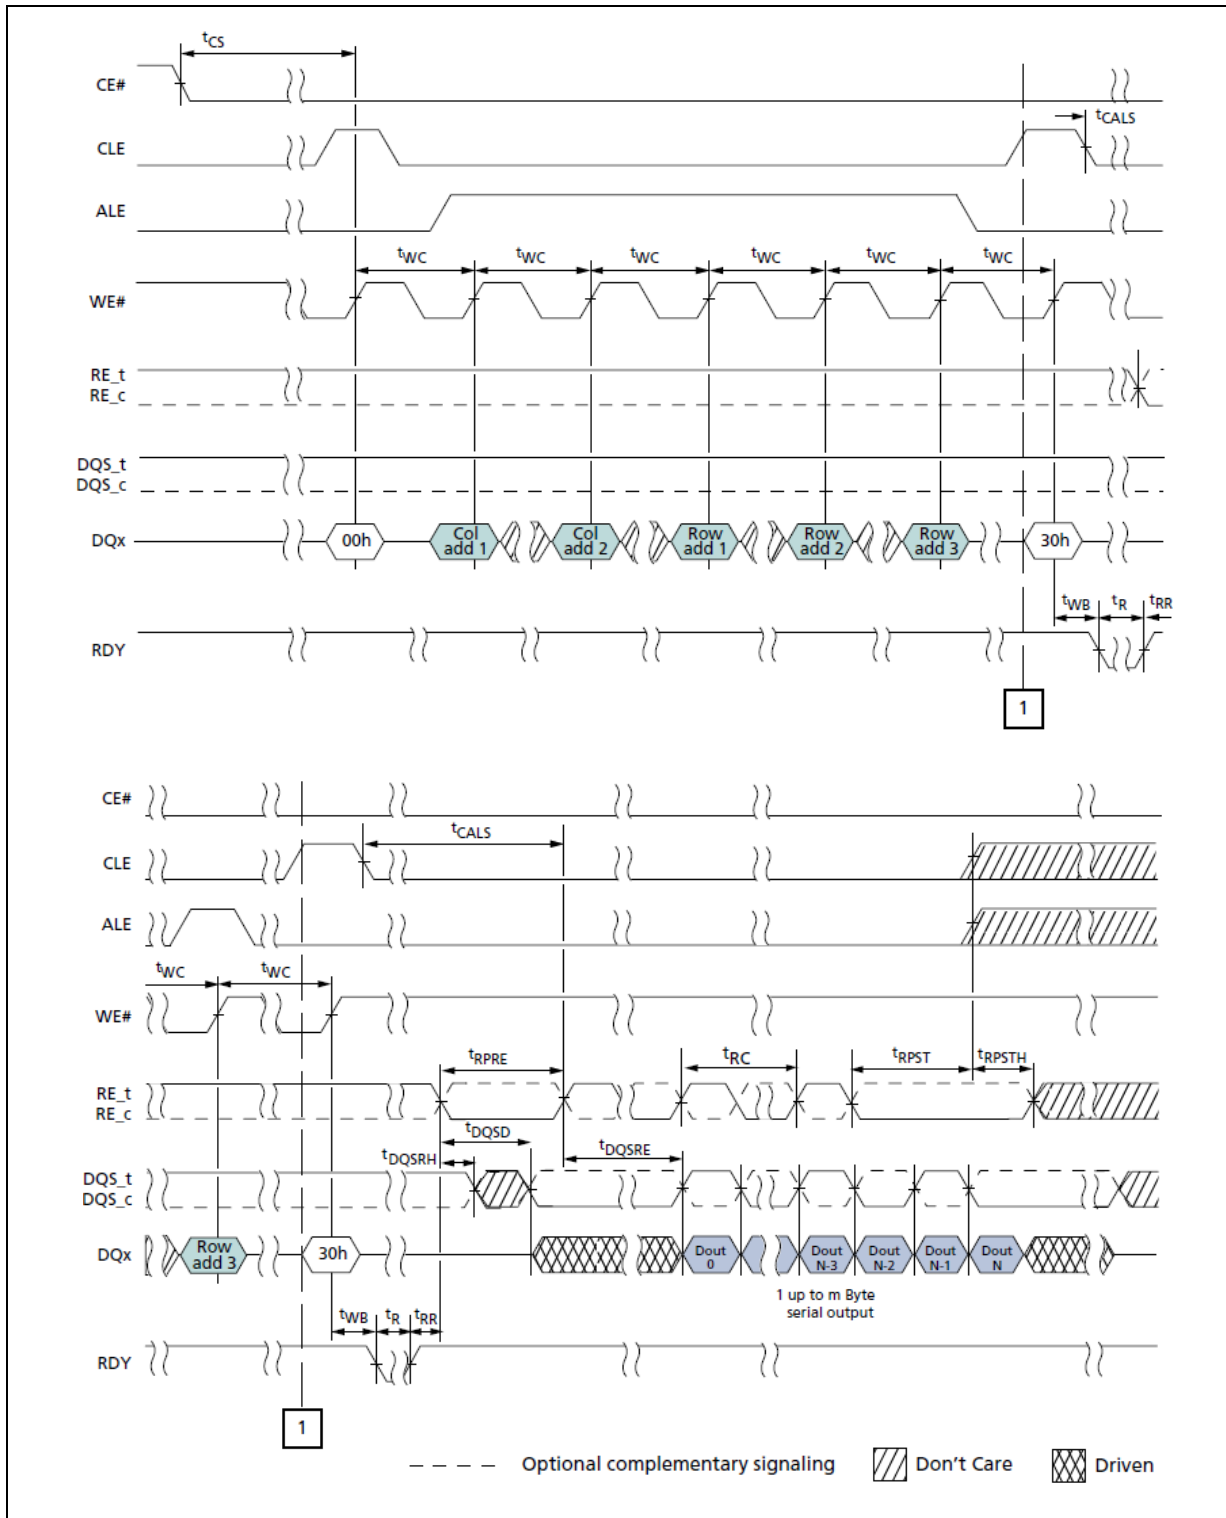 tCS
CE#
tCALS
CLE
ALE
tWC tWC tWC tWC tWC tWC
WE#
RE_t
RE_c
DQS_t
DQS_c
DQx 00h Col add 1 Col add 2 Row add 1 Row add 2 Row add 3 30h
tWB tR tRR
RDY
1
CE#
tCALS
CLE
ALE
tWC tWC
WE#
tRPRE tRC tRPST tRPSTH
RE_t
RE_c
tDQSD
tDQSRH tDQSRE
DQS_t
DQS_c
DQx Row add 3 30h Dout 0 Dout N-3 Dout N-2 Dout N-1 Dout N
1 up to m Byte
serial output
tWB tR tRR
RDY
1
Optional complementary signaling Don't Care Driven